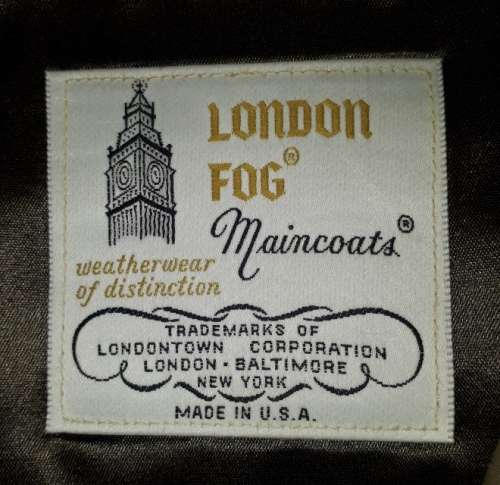 LONDON
FOG®
Maincoats®
weatherwear
of distinction
TRADEMARKS OF
LONDONTOWN CORPORATION
LONDON - BALTIMORE
NEW YORK
MADE IN U.S.A.